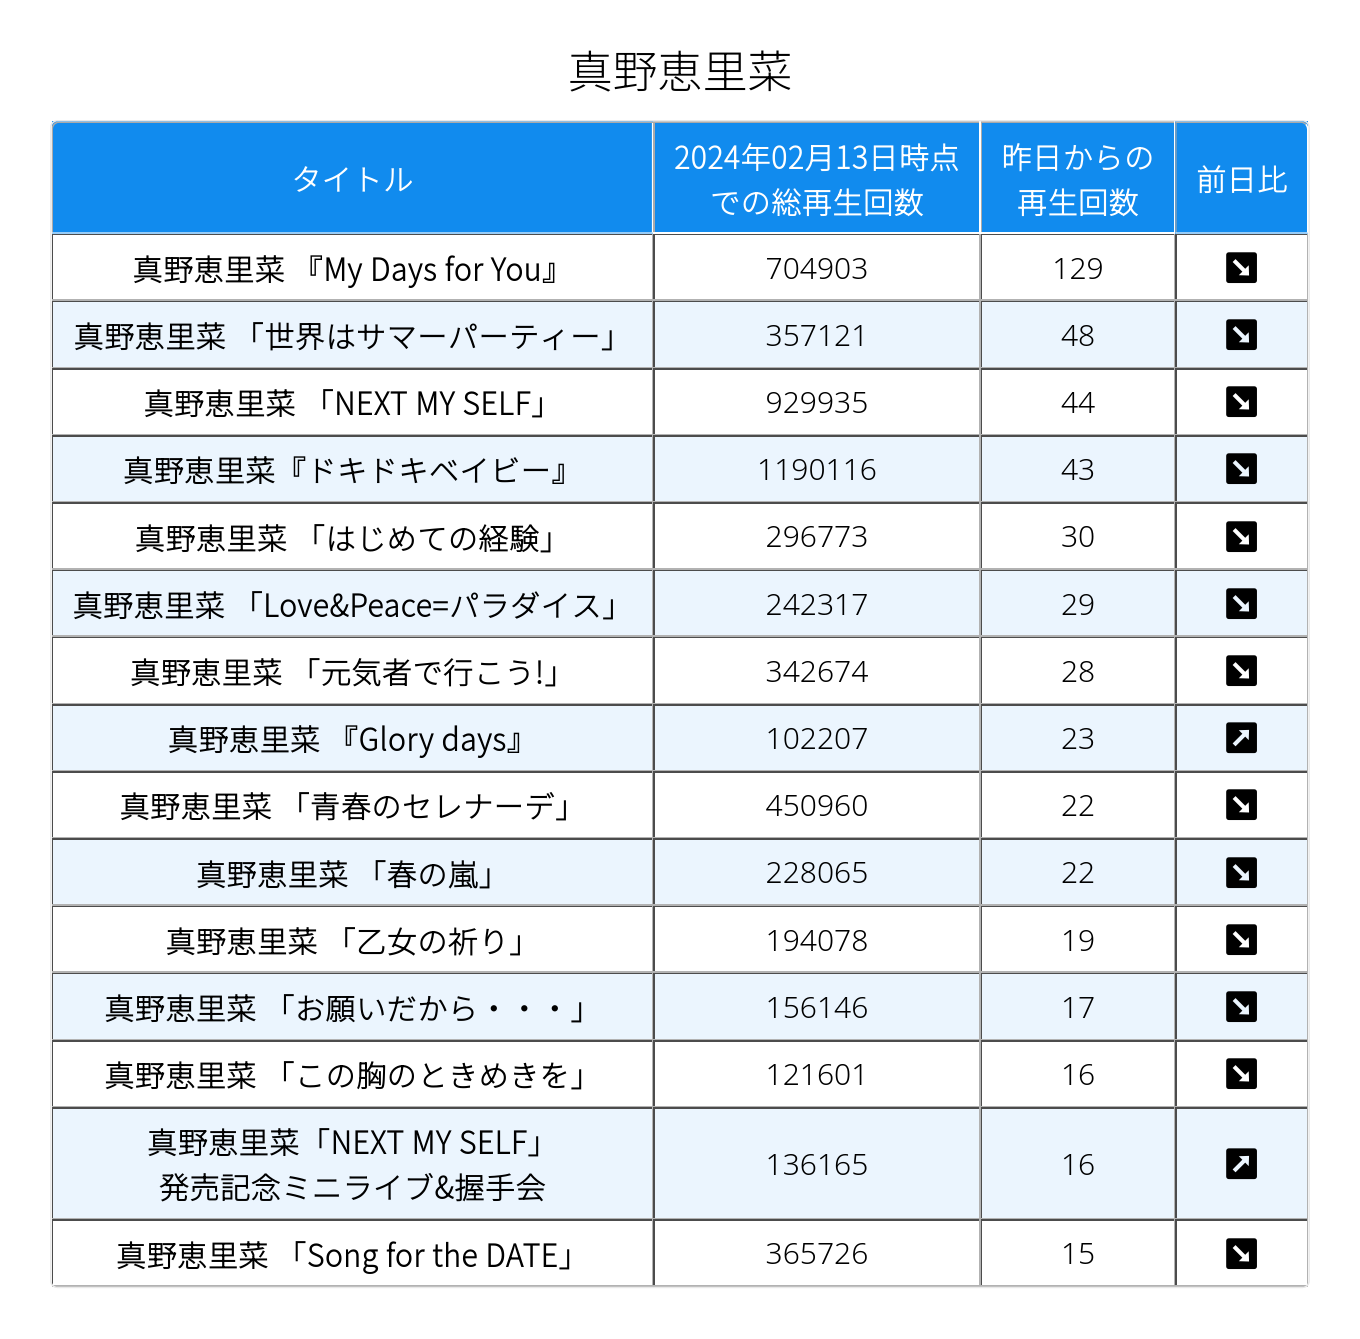 真野恵里菜
タイトル
2024年02月13日時点
での総再生回数
昨日からの
再生回数
前日比
真野恵里菜 『My Days for You』 704903 129 ↘
真野恵里菜 「世界はサマーパーティー」 357121 48 ↘
真野恵里菜 「NEXT MY SELF」 929935 44 ↘
真野恵里菜『ドキドキベイビー』 1190116 43 ↘
真野恵里菜 「はじめての経験」 296773 30 ↘
真野恵里菜 「Love&Peace=パラダイス」 242317 29 ↘
真野恵里菜 「元気者で行こう!」 342674 28 ↘
真野恵里菜 『Glory days』 102207 23 ↗
真野恵里菜 「青春のセレナーデ」 450960 22 ↘
真野恵里菜 「春の嵐」 228065 22 ↘
真野恵里菜 「乙女の祈り」 194078 19 ↘
真野恵里菜 「お願いだから・・・」 156146 17 ↘
真野恵里菜 「この胸のときめきを」 121601 16 ↘
真野恵里菜「NEXT MY SELF」
発売記念ミニライブ&握手会 136165 16 ↗
真野恵里菜 「Song for the DATE」 365726 15 ↘